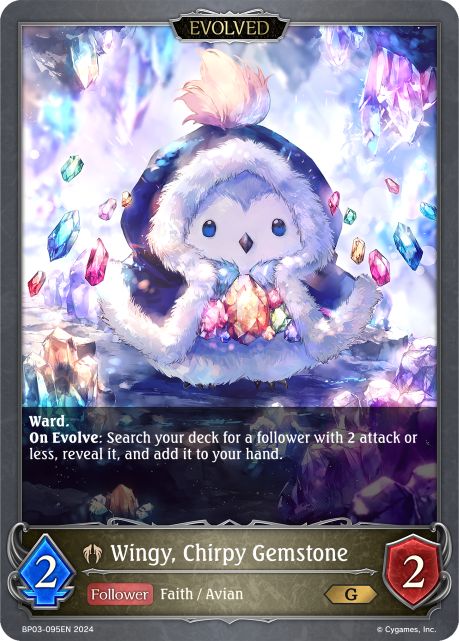 EVOLVED
Ward.
On Evolve: Search your deck for a follower with 2 attack or
less, reveal it, and add it to your hand.
Wingy, Chirpy Gemstone
2
Follower Faith / Avian
G
2
BP03-095EN 2024
© Cygames, Inc.